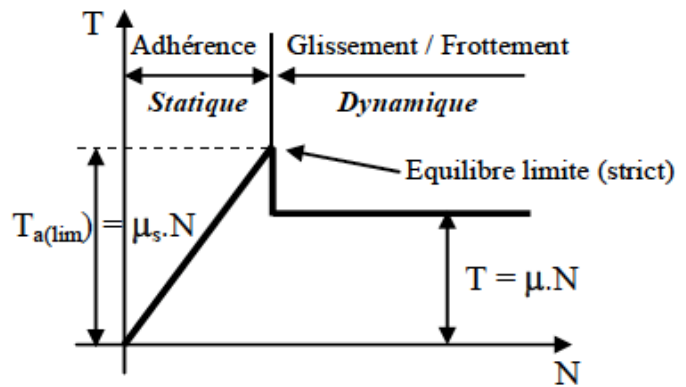 T
Adhérence
Glissement / Frottement
Statique
Dynamique
Equilibre limite (strict)
Ta(lim) = μs.N
T = μ.N
N